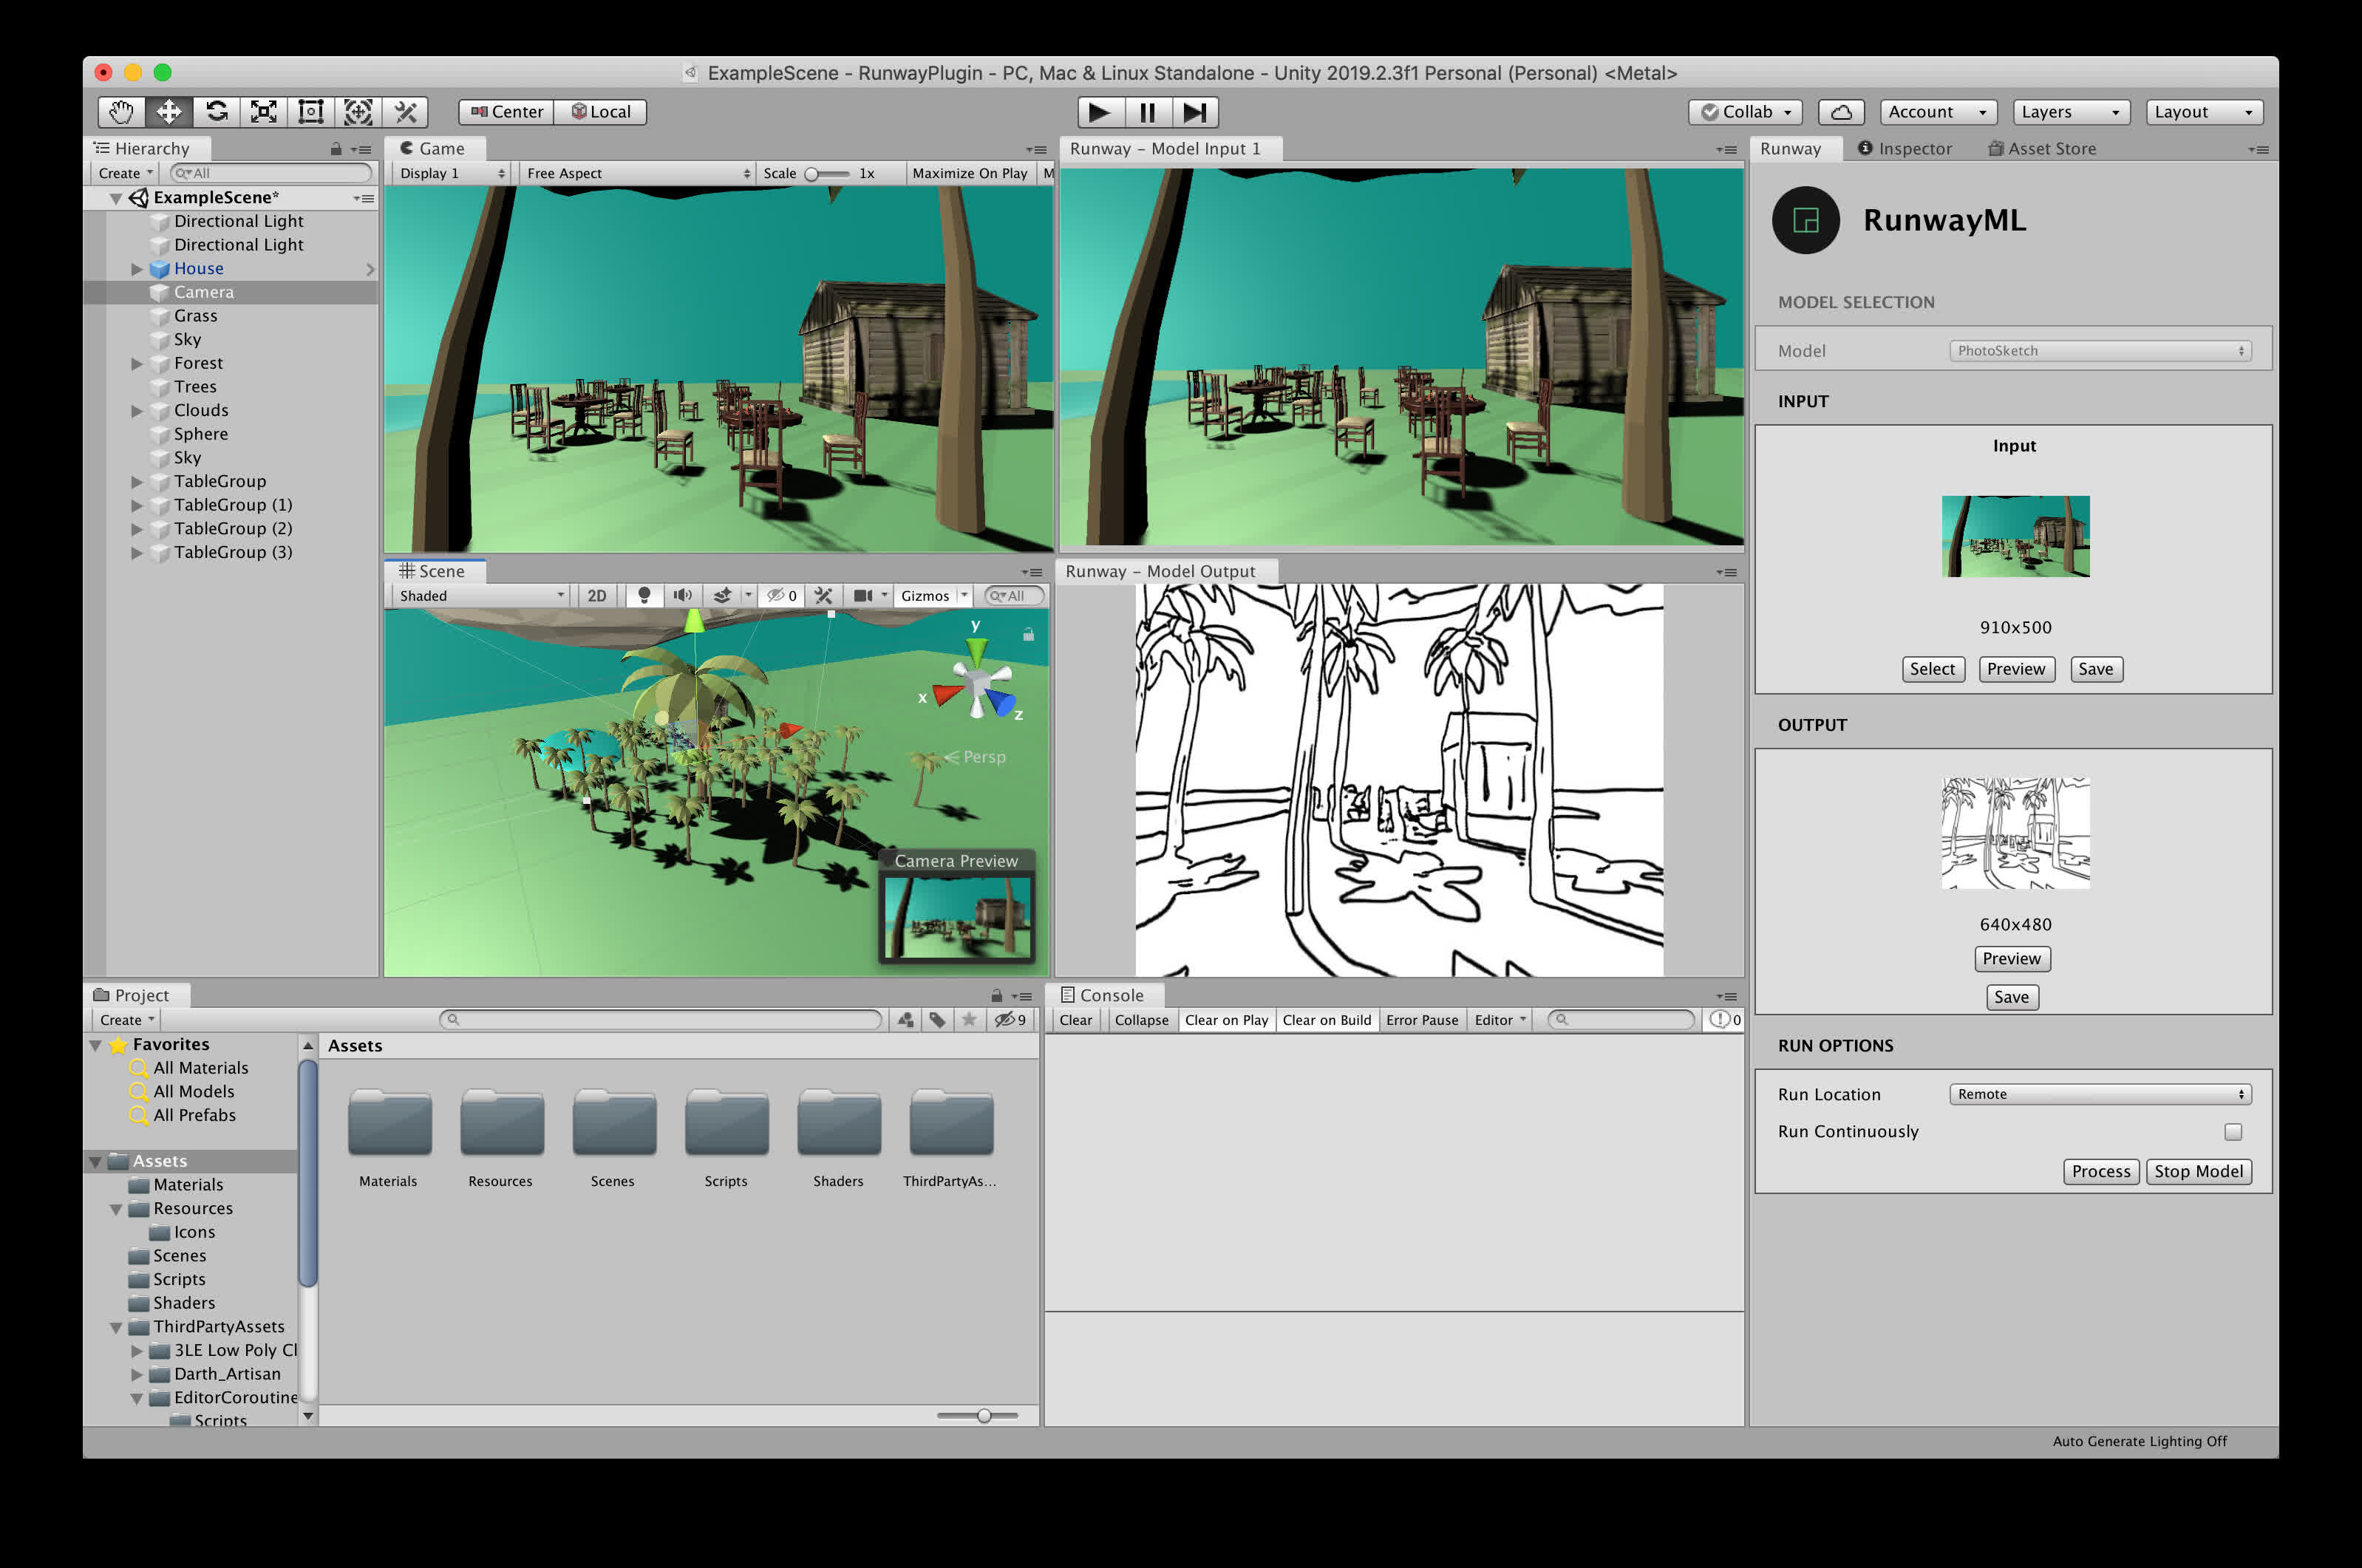 ExampleScene - RunwayPlugin - PC, Mac & Linux Standalone - Unity 2019.2.3f1 Personal (Personal) <Metal>
Center Local
Collab Account Layers Layout
Hierarchy
Create All
ExampleScene*
Directional Light
Directional Light
House
Camera
Grass
Sky
Forest
Trees
Clouds
Sphere
Sky
TableGroup
TableGroup (1)
TableGroup (2)
TableGroup (3)
Game
Display 1 Free Aspect Scale 1x Maximize On Play M
Runway - Model Input 1
Scene
Shaded 2D 0 Gizmos All
y
x
z
Persp
Camera Preview
Runway - Model Output
Runway Inspector Asset Store
RunwayML
MODEL SELECTION
Model PhotoSketch
INPUT
Input
910x500
Select Preview Save
OUTPUT
640x480
Preview
Save
RUN OPTIONS
Run Location Remote
Run Continuously
Process Stop Model
Project
Create 9
Favorites
All Materials
All Models
All Prefabs
Assets
Materials
Resources
Icons
Scenes
Scripts
Shaders
ThirdPartyAssets
3LE Low Poly Cl
Darth_Artisan
EditorCoroutine
Scripts
Assets
Materials Resources Scenes Scripts Shaders ThirdPartyAs...
Console
Clear Collapse Clear on Play Clear on Build Error Pause Editor 0
Auto Generate Lighting Off